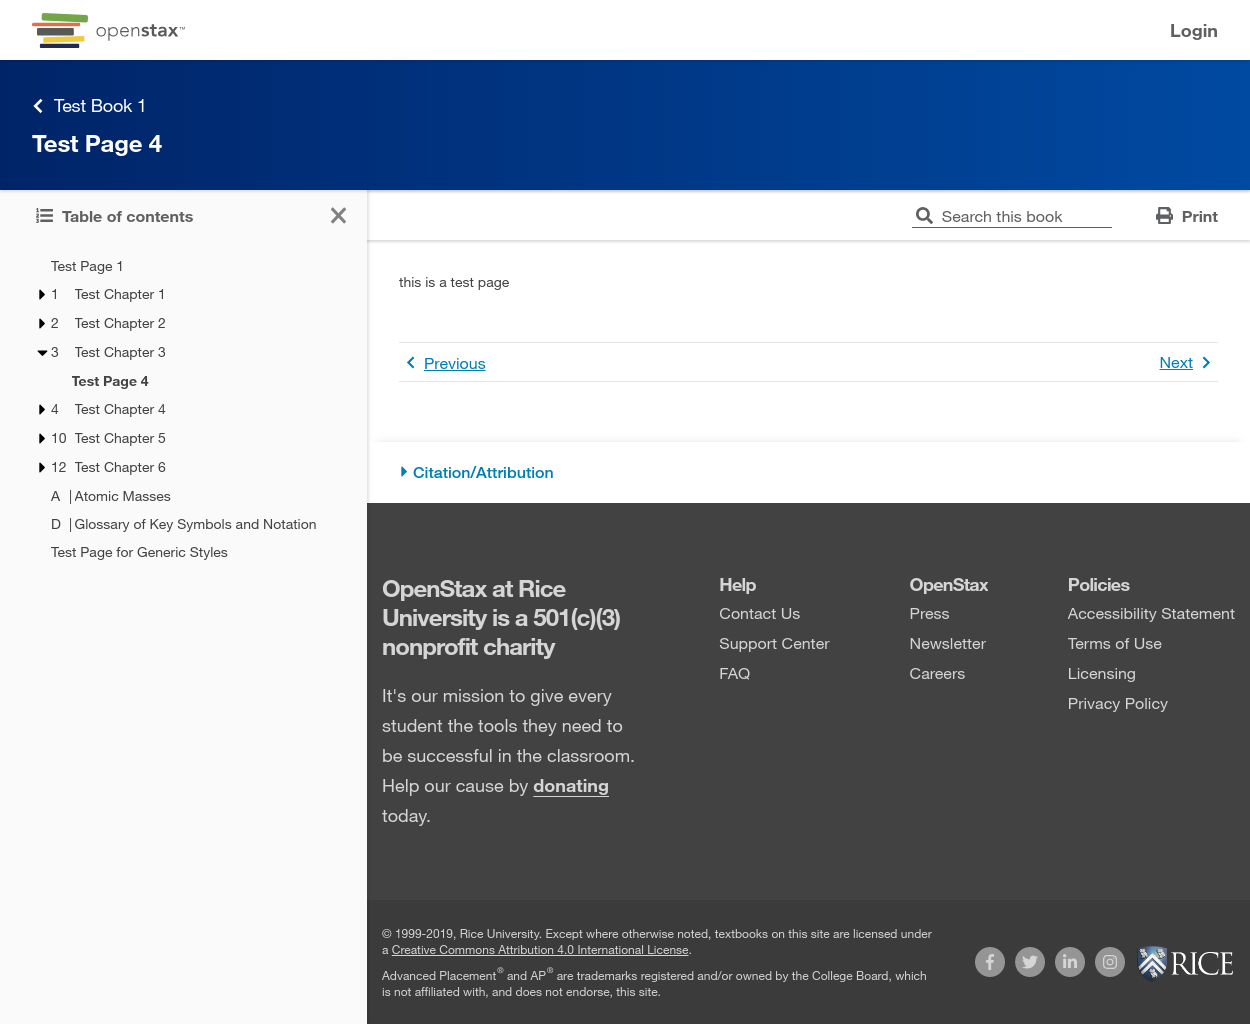 openstax™
Login
Test Book 1
Test Page 4
Table of contents
Search this book
Print
Test Page 1
1 Test Chapter 1
2 Test Chapter 2
3 Test Chapter 3
Test Page 4
4 Test Chapter 4
10 Test Chapter 5
12 Test Chapter 6
A | Atomic Masses
D | Glossary of Key Symbols and Notation
Test Page for Generic Styles
this is a test page
Previous
Next
Citation/Attribution
OpenStax at Rice
University is a 501(c)(3)
nonprofit charity
It's our mission to give every
student the tools they need to
be successful in the classroom.
Help our cause by donating
today.
Help
Contact Us
Support Center
FAQ
OpenStax
Press
Newsletter
Careers
Policies
Accessibility Statement
Terms of Use
Licensing
Privacy Policy
© 1999-2019, Rice University. Except where otherwise noted, textbooks on this site are licensed under
a Creative Commons Attribution 4.0 International License.
Advanced Placement® and AP® are trademarks registered and/or owned by the College Board, which
is not affiliated with, and does not endorse, this site.
RICE